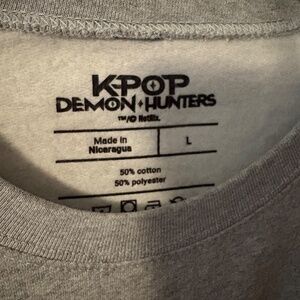 K-POP
DEMON HUNTERS
™/© Netflix.
Made in
Nicaragua
L
50% cotton
50% polyester